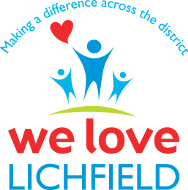 Making a difference across the district
we love
LICHFIELD